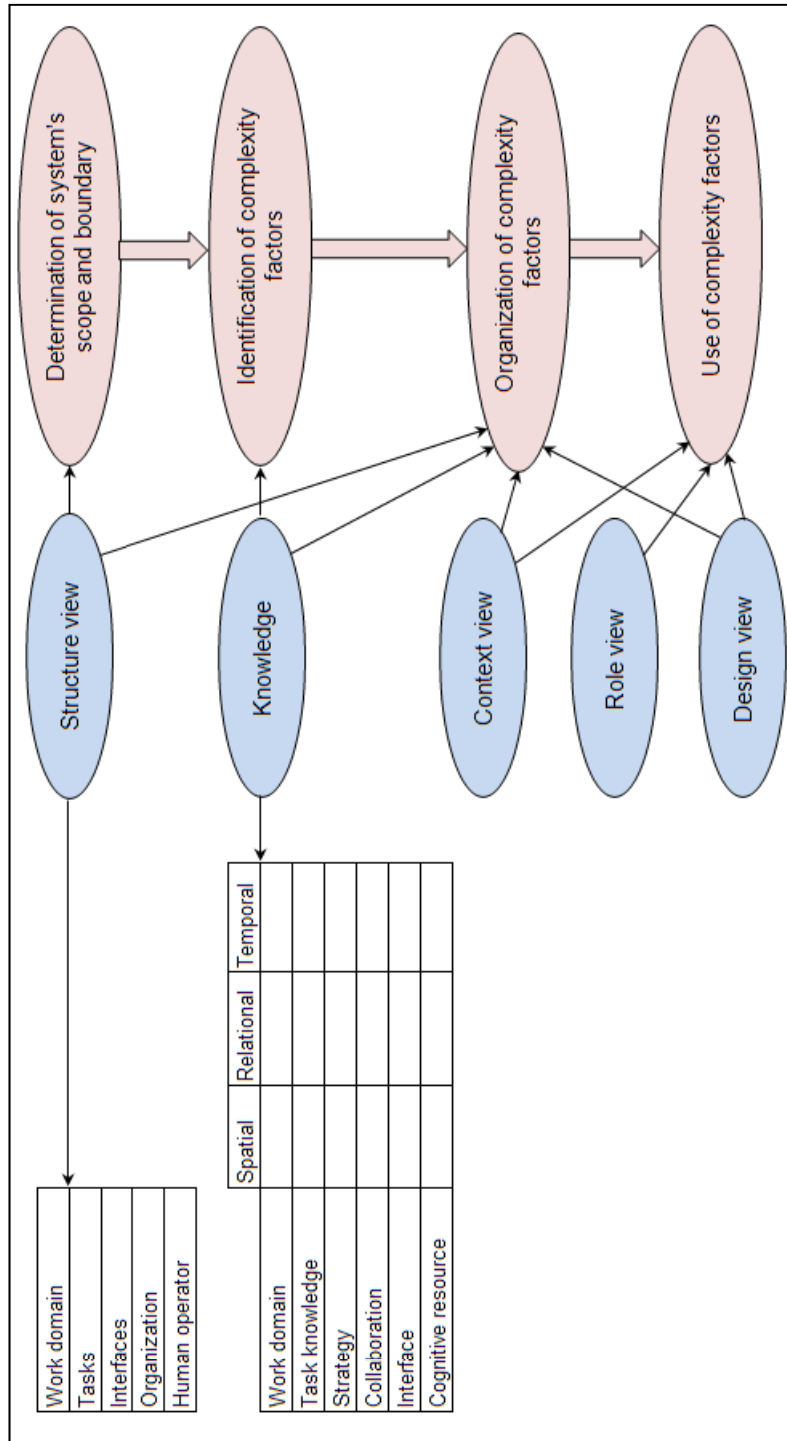 Work domain
Tasks
Interfaces
Organization
Human operator
Structure view
Determination of system's
scope and boundary
Spatial Relational Temporal
Work domain
Task knowledge
Strategy
Collaboration
Interface
Cognitive resource
Knowledge
Identification of complexity
factors
Context view
Organization of complexity
factors
Role view
Design view
Use of complexity factors